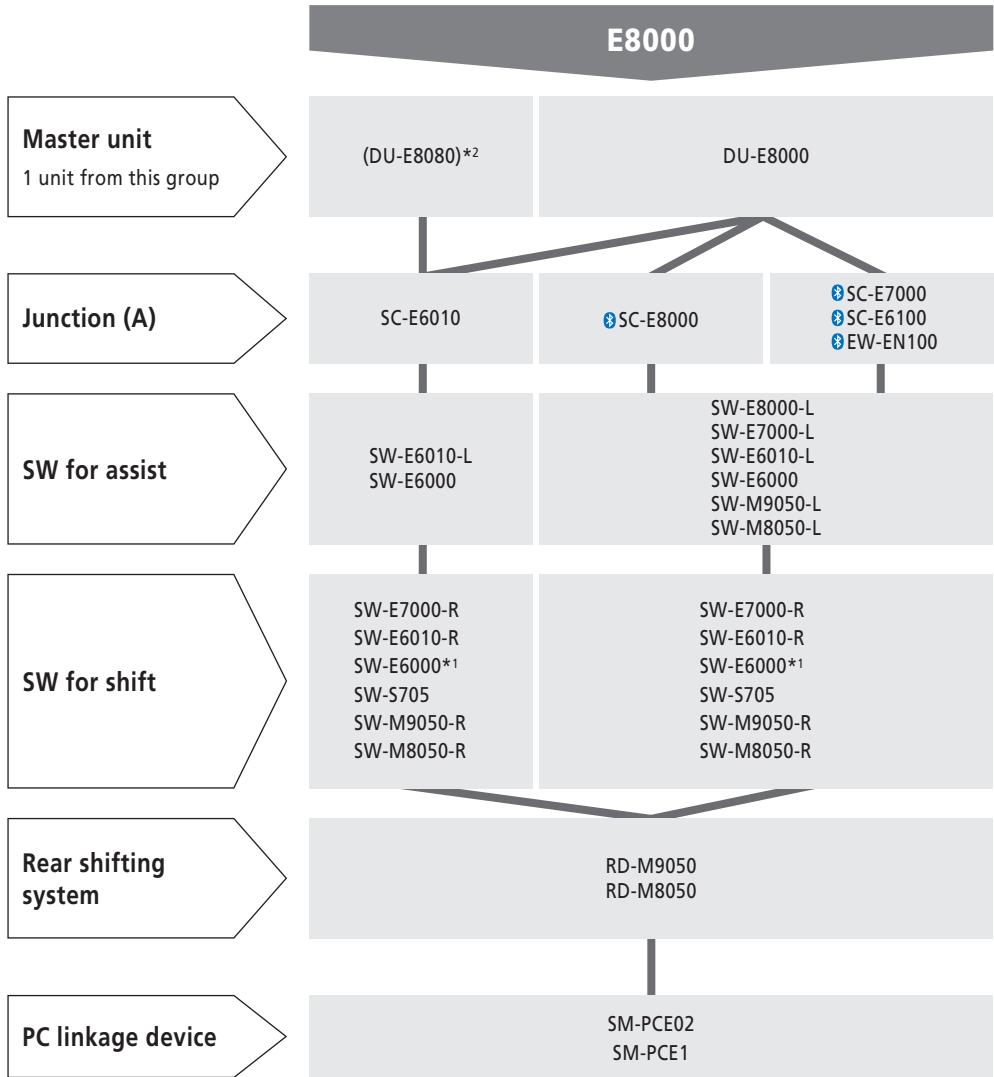 E8000
Master unit
1 unit from this group
(DU-E8080)*2
DU-E8000
Junction (A)
SC-E6010
SC-E8000
SC-E7000
SC-E6100
EW-EN100
SW for assist
SW-E6010-L
SW-E6000
SW-E8000-L
SW-E7000-L
SW-E6010-L
SW-E6000
SW-M9050-L
SW-M8050-L
SW for shift
SW-E7000-R
SW-E6010-R
SW-E6000*1
SW-S705
SW-M9050-R
SW-M8050-R
SW-E7000-R
SW-E6010-R
SW-E6000*1
SW-S705
SW-M9050-R
SW-M8050-R
Rear shifting
system
RD-M9050
RD-M8050
PC linkage device
SM-PCE02
SM-PCE1